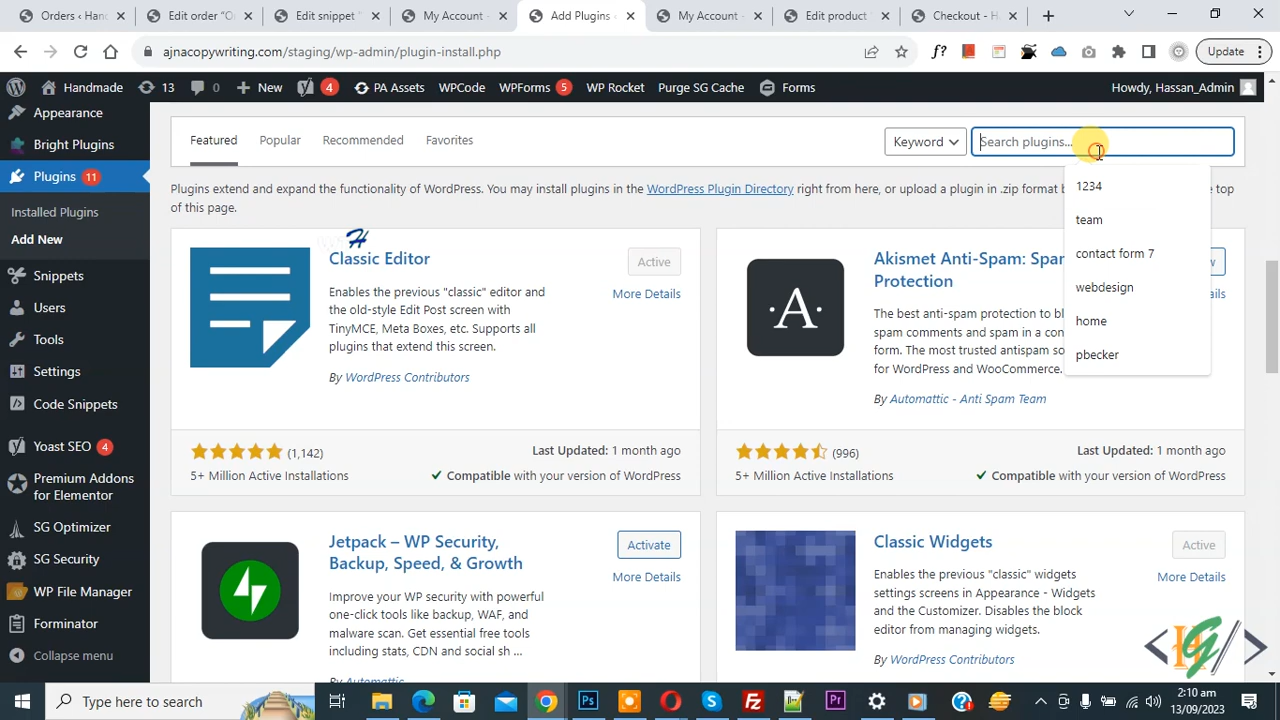 Orders ‹ Han
Edit order "O
Edit snippet "
My Account -
Add Plugins ‹
My Account -
Edit product
Checkout - H
ajnacopywriting.com/staging/wp-admin/plugin-install.php
f?
Update
Handmade
13
0
New
4
PA Assets
WPCode
WPForms 5
WP Rocket
Purge SG Cache
Forms
Howdy, Hassan_Admin
Appearance
Bright Plugins
Plugins 11
Installed Plugins
Add New
Snippets
Users
Tools
Settings
Code Snippets
Yoast SEO 4
Premium Addons
for Elementor
SG Optimizer
SG Security
WP File Manager
Forminator
Collapse menu
Featured
Popular
Recommended
Favorites
Keyword
Search plugins...
1234
team
contact form 7
webdesign
home
pbecker
Plugins extend and expand the functionality of WordPress. You may install plugins in the WordPress Plugin Directory right from here, or upload a plugin in .zip format b
top
of this page.
H
Classic Editor
Active
More Details
Enables the previous "classic" editor and
the old-style Edit Post screen with
TinyMCE, Meta Boxes, etc. Supports all
plugins that extend this screen.
By WordPress Contributors
(1,142)
Last Updated: 1 month ago
5+ Million Active Installations
Compatible with your version of WordPress
·A·
Akismet Anti-Spam: Spa
Protection
w
ails
The best anti-spam protection to bl
spam comments and spam in a con
form. The most trusted antispam so
for WordPress and WooCommerce.
By Automattic - Anti Spam Team
(996)
Last Updated: 1 month ago
5+ Million Active Installations
Compatible with your version of WordPress
Jetpack – WP Security,
Backup, Speed, & Growth
Activate
More Details
Improve your WP security with powerful
one-click tools like backup, WAF, and
malware scan. Get essential free tools
including stats, CDN and social sh ...
By Automattic
Classic Widgets
Active
More Details
Enables the previous "classic" widgets
settings screens in Appearance - Widgets
and the Customizer. Disables the block
editor from managing widgets.
By WordPress Contributors
Type here to search
Ps
Pr
2:10 am
13/09/2023